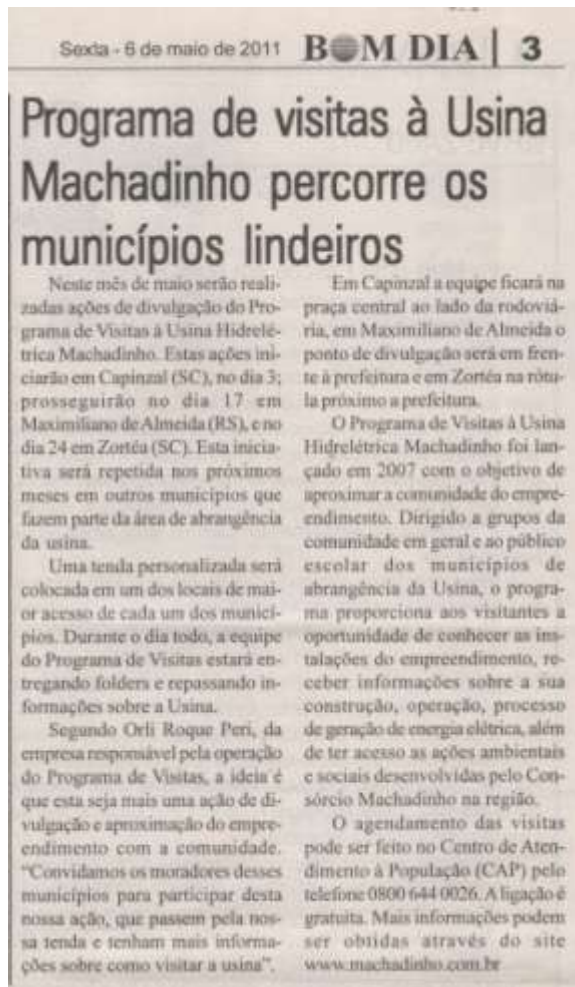 Sexta - 6 de maio de 2011 BOM DIA | 3
Programa de visitas à Usina
Machadinho percorre os
municípios lindeiros
Neste mês de maio serão reali-
zadas ações de divulgação do Pro-
grama de Visitas à Usina Hidrelé-
trica Machadinho. Estas ações ini-
ciarão em Capinzal (SC), no dia 3;
prosseguirão no dia 17 em
Maximiliano de Almeida (RS), e no
dia 24 em Zortéa (SC). Esta inicia-
tiva será repetida nos próximos
meses em outros municípios que
fazem parte da área de abrangência
da usina.
Uma tenda personalizada será
colocada em um dos locais de mai-
or acesso de cada um dos municí-
pios. Durante o dia todo, a equipe
do Programa de Visitas estará en-
tregando folders e repassando in-
formações sobre a Usina.
Segundo Orli Roque Peri, da
empresa responsável pela operação
do Programa de Visitas, a ideia é
que esta seja mais uma ação de di-
vulgação e aproximação do empre-
endimento com a comunidade.
"Convidamos os moradores desses
municípios para participar desta
nossa ação, que passem pela nos-
sa tenda e tenham mais informa-
ções sobre como visitar a usina".
Em Capinzal a equipe ficará na
praça central ao lado da rodoviá-
ria, em Maximiliano de Almeida o
ponto de divulgação será em fren-
te à prefeitura e em Zortéa na rótu-
la próximo a prefeitura.
O Programa de Visitas à Usina
Hidrelétrica Machadinho foi lan-
çado em 2007 com o objetivo de
aproximar a comunidade do empre-
endimento. Dirigido a grupos da
comunidade em geral e ao público
escolar dos municípios de
abrangência da Usina, o progra-
ma proporciona aos visitantes a
oportunidade de conhecer as ins-
talações do empreendimento, re-
ceber informações sobre a sua
construção, operação, processo
de geração de energia elétrica, além
de ter acesso as ações ambientais
e sociais desenvolvidas pelo Con-
sórcio Machadinho na região.
O agendamento das visitas
pode ser feito no Centro de Aten-
dimento à População (CAP) pelo
telefone 0800 644 0026. A ligação é
gratuita. Mais informações podem
ser obtidas através do site
www.machadinho.com.br